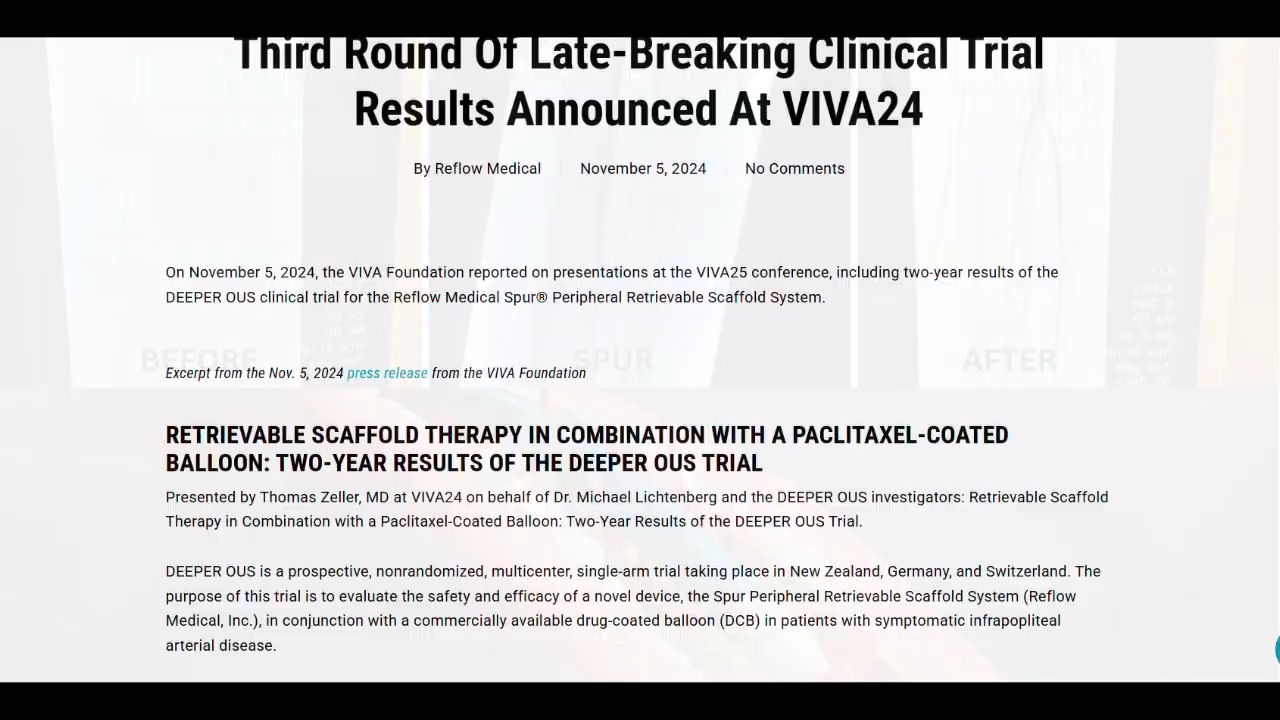 Third Round Of Late-Breaking Clinical Trial
Results Announced At VIVA24
By Reflow Medical November 5, 2024 No Comments
On November 5, 2024, the VIVA Foundation reported on presentations at the VIVA25 conference, including two-year results of the
DEEPER OUS clinical trial for the Reflow Medical Spur® Peripheral Retrievable Scaffold System.
BEFORE SPUR AFTER
Excerpt from the Nov. 5, 2024 press release from the VIVA Foundation
RETRIEVABLE SCAFFOLD THERAPY IN COMBINATION WITH A PACLITAXEL-COATED
BALLOON: TWO-YEAR RESULTS OF THE DEEPER OUS TRIAL
Presented by Thomas Zeller, MD at VIVA24 on behalf of Dr. Michael Lichtenberg and the DEEPER OUS investigators: Retrievable Scaffold
Therapy in Combination with a Paclitaxel-Coated Balloon: Two-Year Results of the DEEPER OUS Trial.
DEEPER OUS is a prospective, nonrandomized, multicenter, single-arm trial taking place in New Zealand, Germany, and Switzerland. The
purpose of this trial is to evaluate the safety and efficacy of a novel device, the Spur Peripheral Retrievable Scaffold System (Reflow
Medical, Inc.), in conjunction with a commercially available drug-coated balloon (DCB) in patients with symptomatic infrapopliteal
arterial disease.